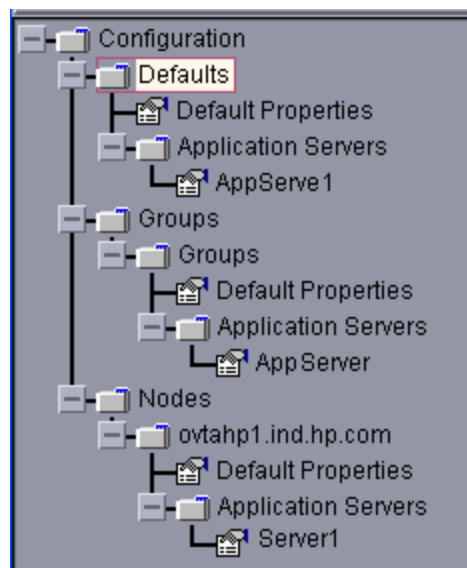 Configuration
Defaults
Default Properties
Application Servers
AppServe1
Groups
Groups
Default Properties
Application Servers
AppServer
Nodes
ovtahp1.ind.hp.com
Default Properties
Application Servers
Server1